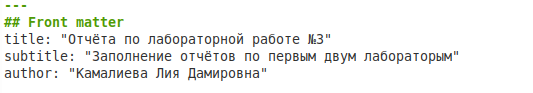 ---
## Front matter
title: "Отчёта по лабораторной работе №3"
subtitle: "Заполнение отчётов по первым двум лабораторым"
author: "Камалиева Лия Дамировна"